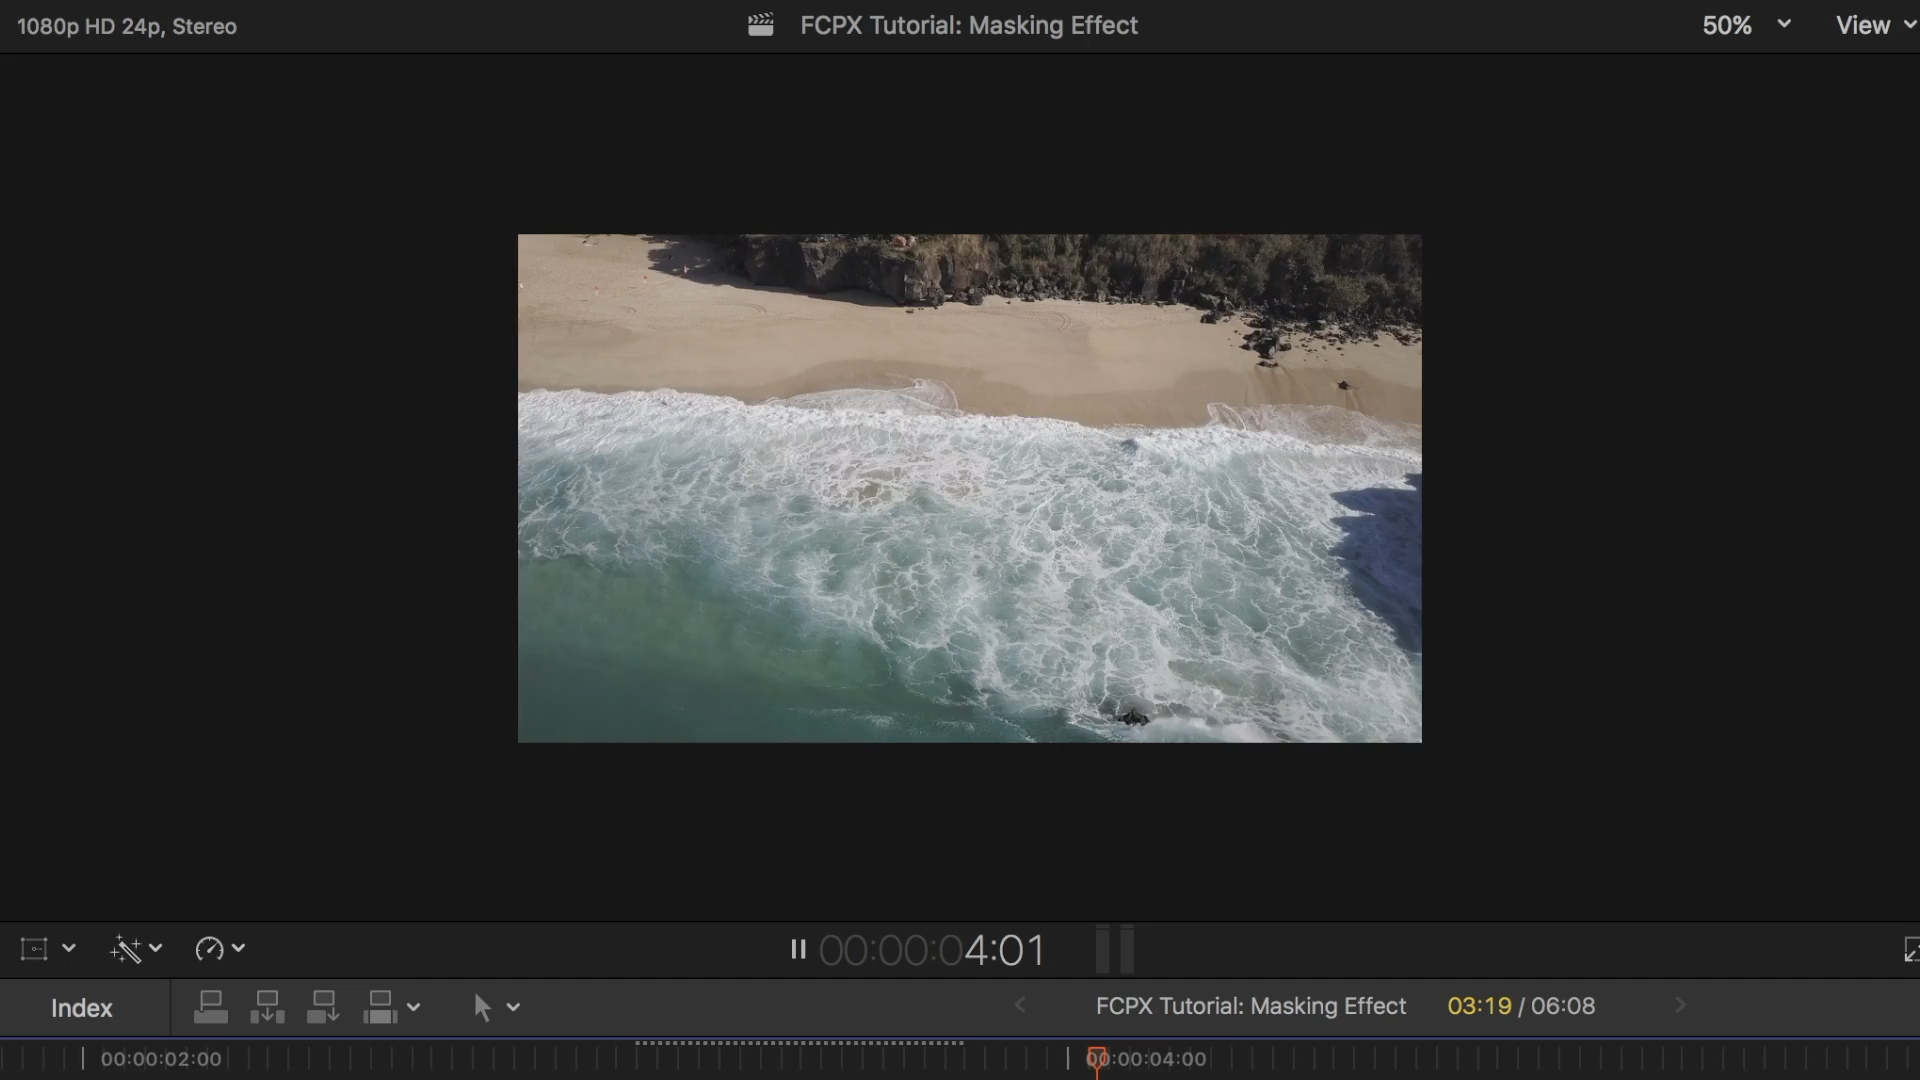 1080p HD 24p, Stereo
FCPX Tutorial: Masking Effect
50%
View
00:00:04:01
Index
FCPX Tutorial: Masking Effect
03:19 / 06:08
00:00:02:00
00:00:04:00